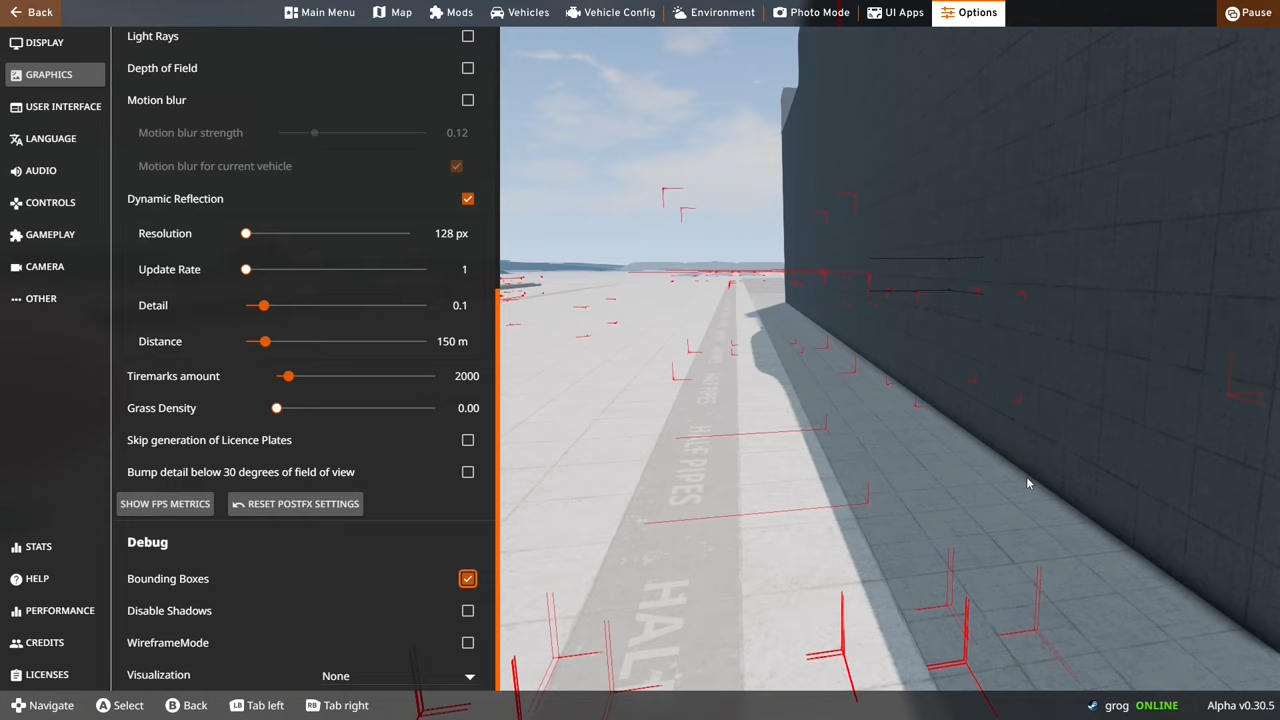 Back
Main Menu
Map
Mods
Vehicles
Vehicle Config
Environment
Photo Mode
UI Apps
Options
Pause
DISPLAY
GRAPHICS
USER INTERFACE
LANGUAGE
AUDIO
CONTROLS
GAMEPLAY
CAMERA
OTHER
STATS
HELP
PERFORMANCE
CREDITS
LICENSES
Light Rays
Depth of Field
Motion blur
Motion blur strength 0.12
Motion blur for current vehicle
Dynamic Reflection
Resolution 128 px
Update Rate 1
Detail 0.1
Distance 150 m
Tiremarks amount 2000
Grass Density 0.00
Skip generation of Licence Plates
Bump detail below 30 degrees of field of view
SHOW FPS METRICS
RESET POSTFX SETTINGS
Debug
Bounding Boxes
Disable Shadows
WireframeMode
Visualization None
HALF PIPES
Navigate
A Select
B Back
LB Tab left
RB Tab right
grog ONLINE
Alpha v0.30.5